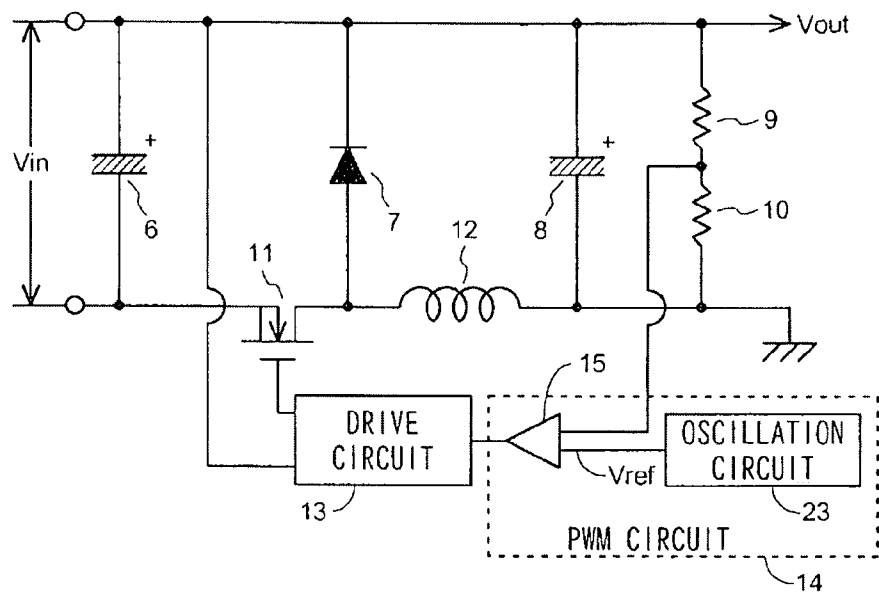 Vout
+
+
9
Vin
6
7
8
10
12
11
15
DRIVE
CIRCUIT
OSCILLATION
CIRCUIT
Vref
13
23
PWM CIRCUIT
14